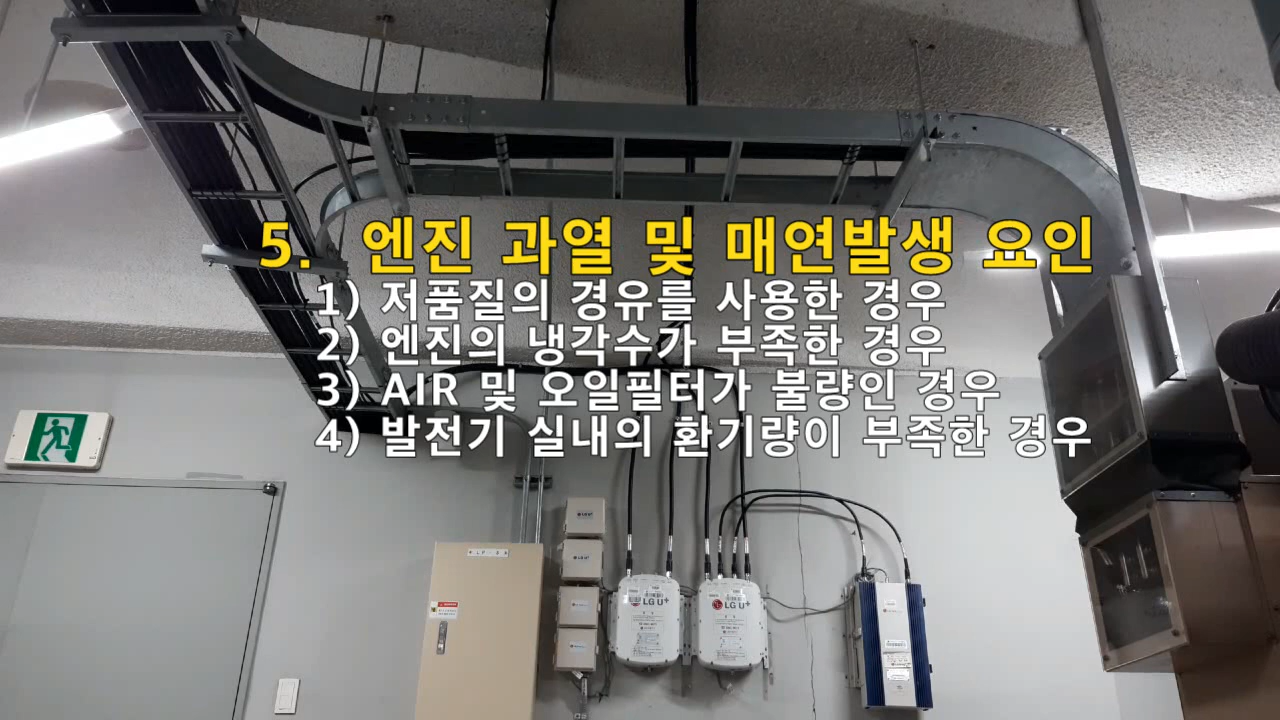 5. 엔진 과열 및 매연발생 요인
1) 저품질의 경유를 사용한 경우
2) 엔진의 냉각수가 부족한 경우
3) AIR 및 오일필터가 불량인 경우
4) 발전기 실내의 환기량이 부족한 경우
LG U+
LG U+